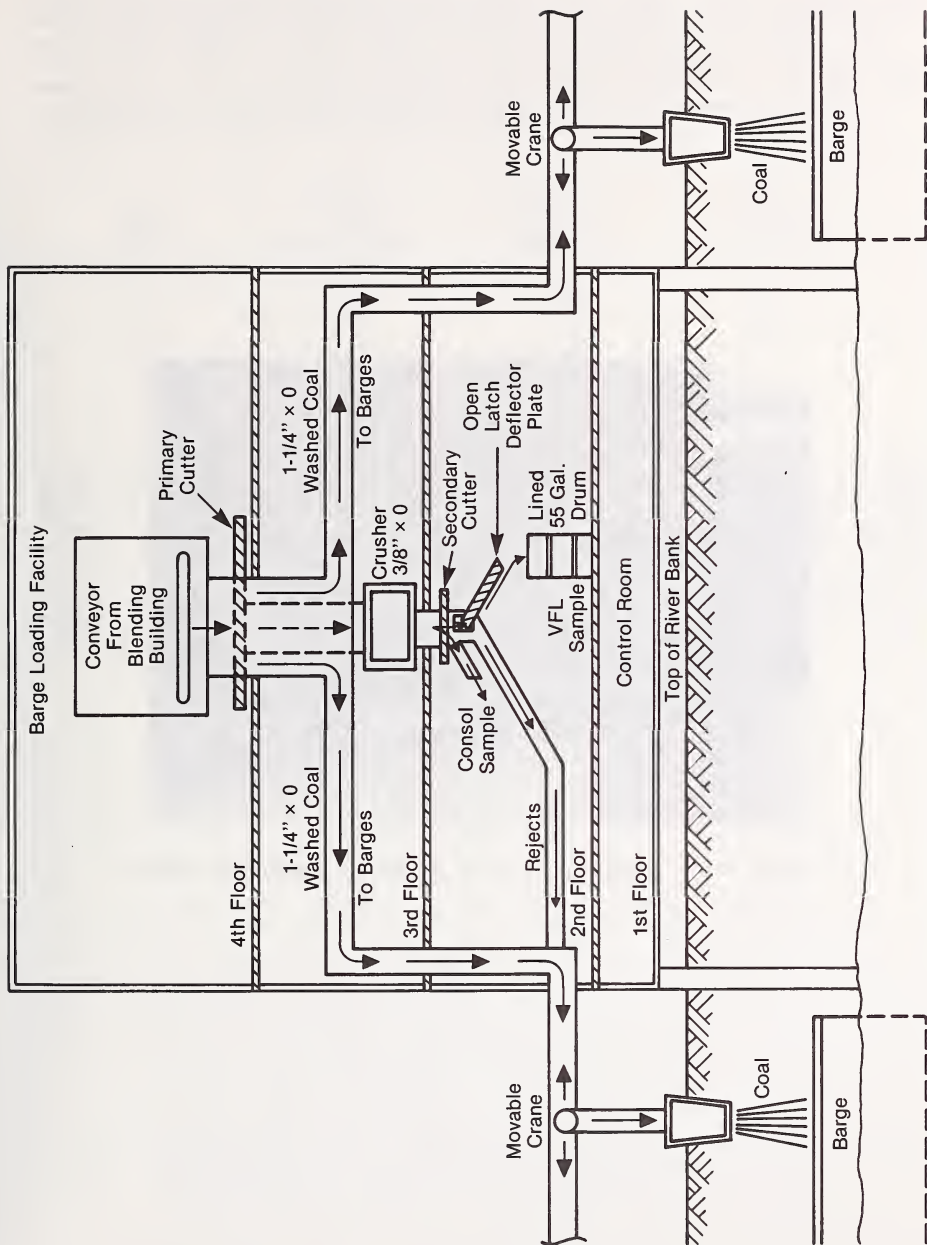 Barge Loading Facility
Conveyor
From
Blending
Building
Primary
Cutter
4th Floor
1-1/4” × 0
Washed Coal
1-1/4” × 0
Washed Coal
To Barges
To Barges
Crusher
3/8” × 0
3rd Floor
Secondary
Cutter
Consol
Sample
Open
Latch
Deflector
Plate
Movable
Crane
Movable
Crane
Rejects
VFL
Sample
Lined
55 Gal.
Drum
2nd Floor
Control Room
1st Floor
Top of River Bank
Coal
Coal
Barge
Barge